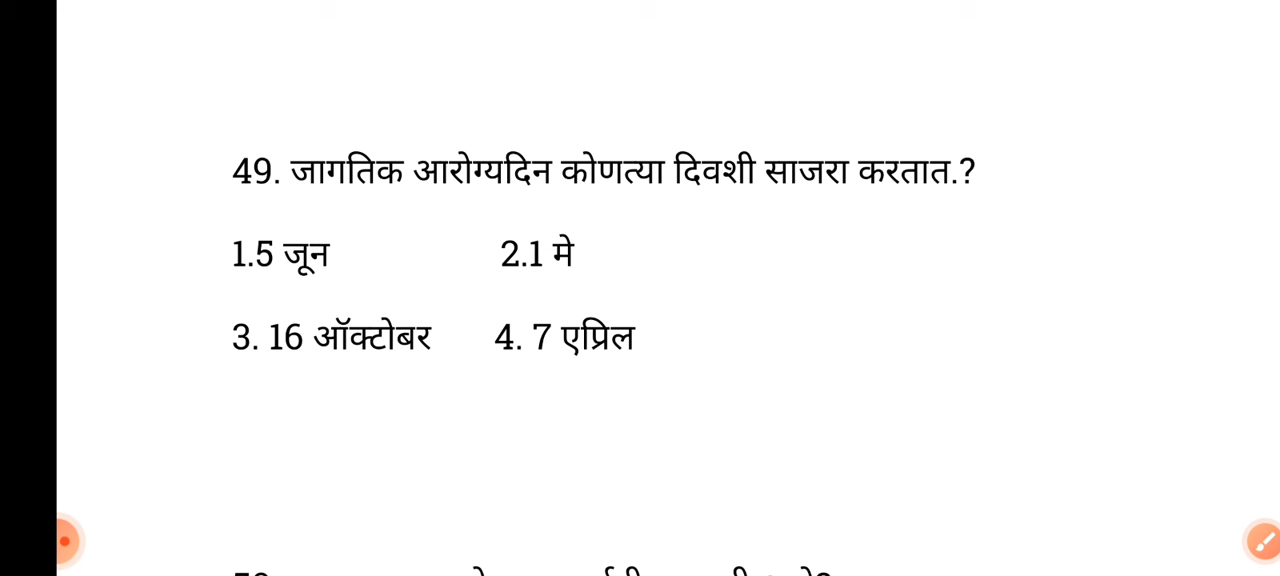 49. जागतिक आरोग्यदिन कोणत्या दिवशी साजरा करतात.?
1.5 जून 2.1 मे
3. 16 ऑक्टोबर 4. 7 एप्रिल